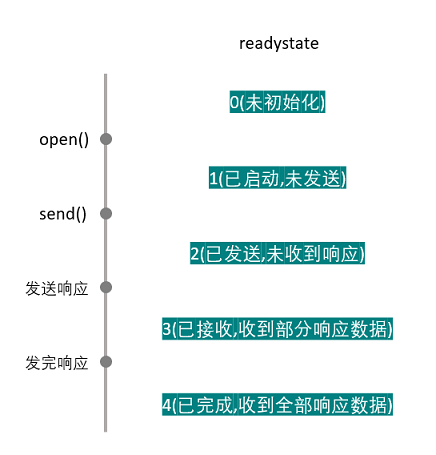 readystate
0(未初始化)
open()
1(已启动,未发送)
send()
2(已发送,未收到响应)
发送响应
3(已接收,收到部分响应数据)
发完响应
4(已完成,收到全部响应数据)